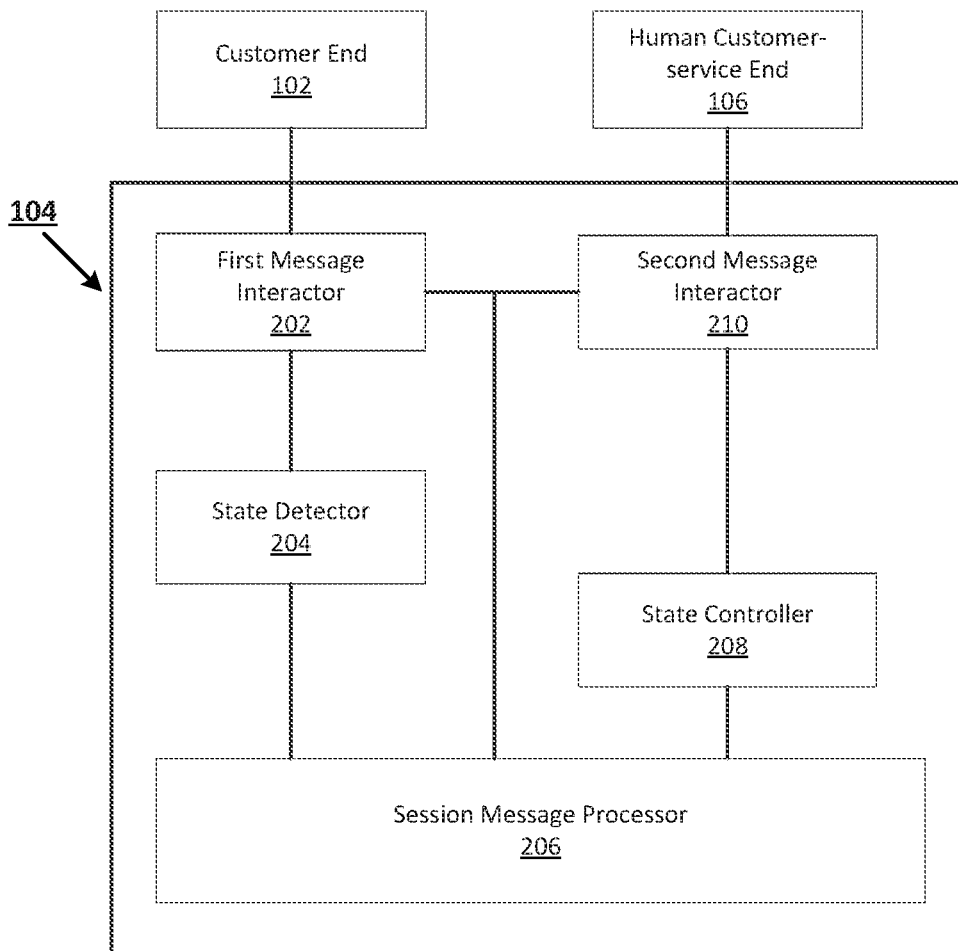 Customer End
102
Human Customer-
service End
106
104
First Message
Interactor
202
Second Message
Interactor
210
State Detector
204
State Controller
208
Session Message Processor
206